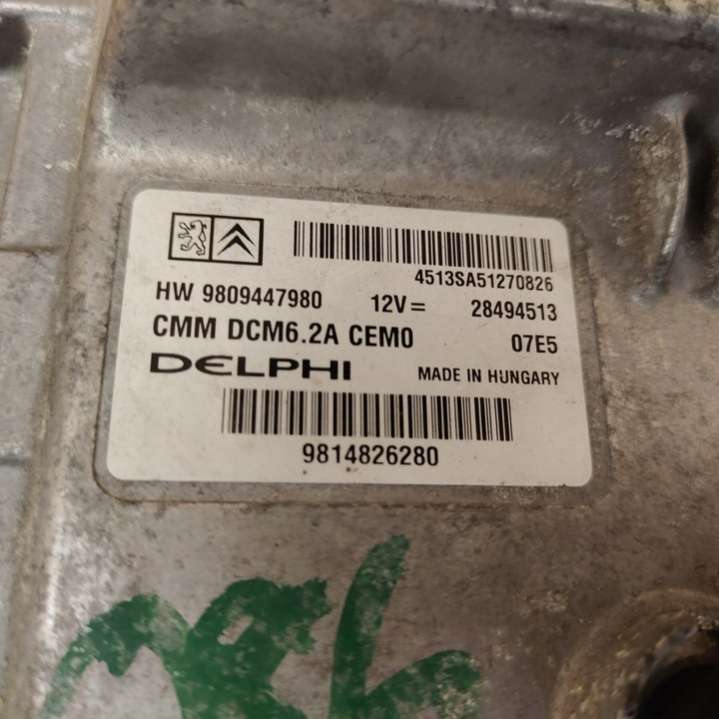 4513SA51270826
HW 9809447980 12V= 28494513
CMM DCM6.2A CEM0 07E5
DELPHI MADE IN HUNGARY
9814826280